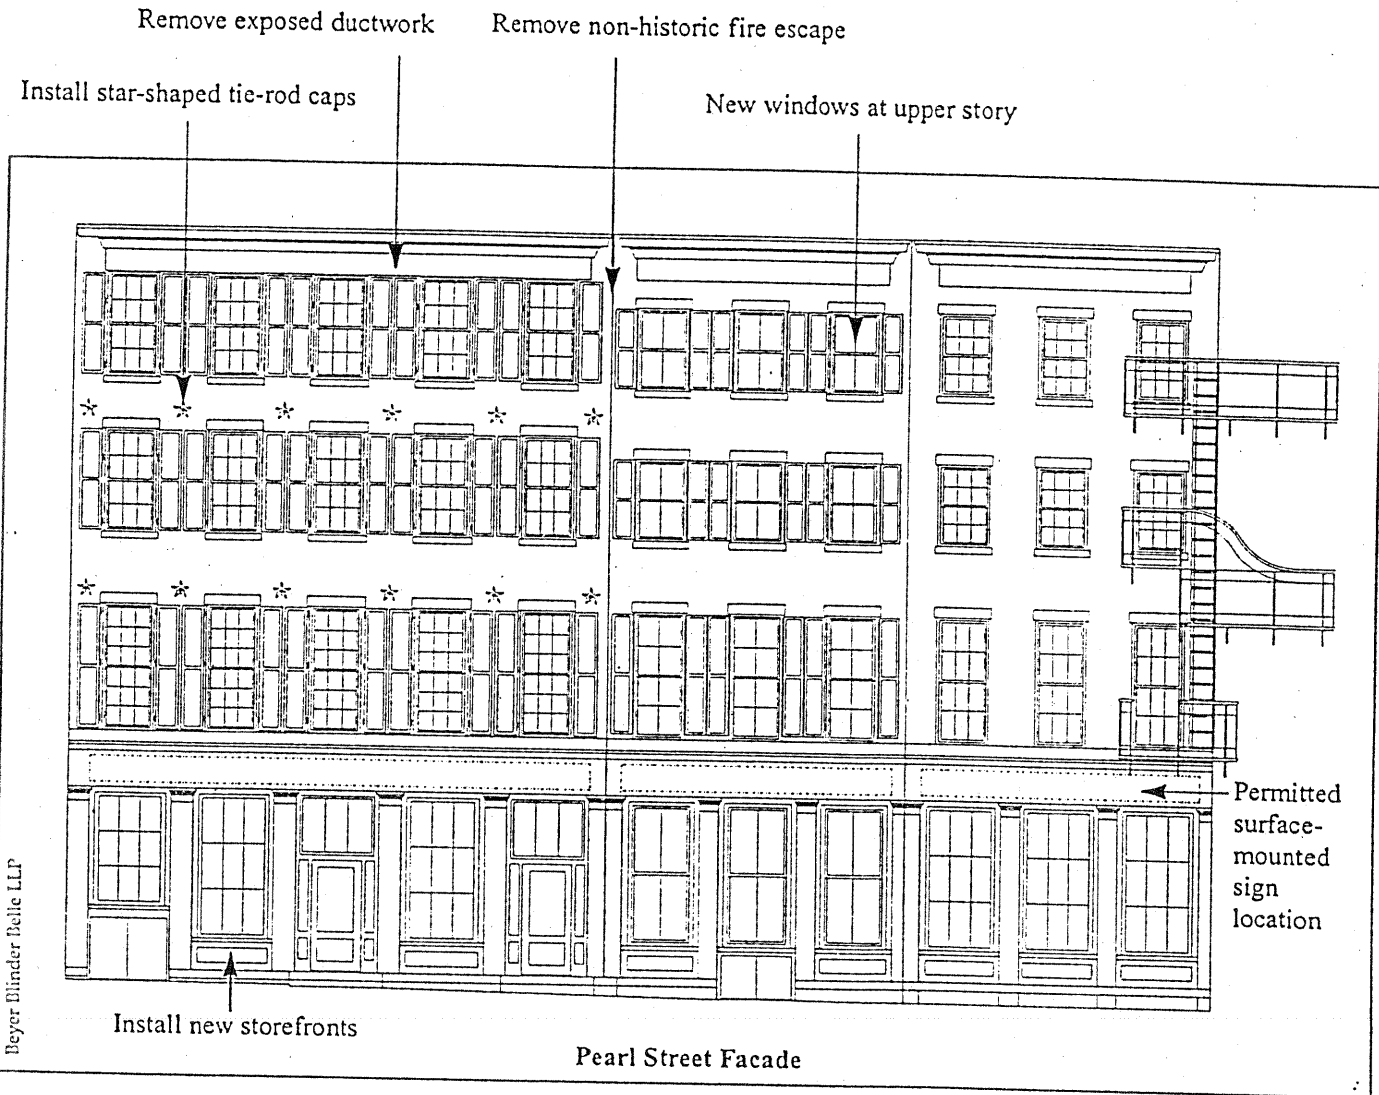 Remove exposed ductwork
Remove non-historic fire escape
Install star-shaped tie-rod caps
New windows at upper story
Permitted
surface-
mounted
sign
location
Beyer Blinder Belle LLP
Install new storefronts
Pearl Street Facade